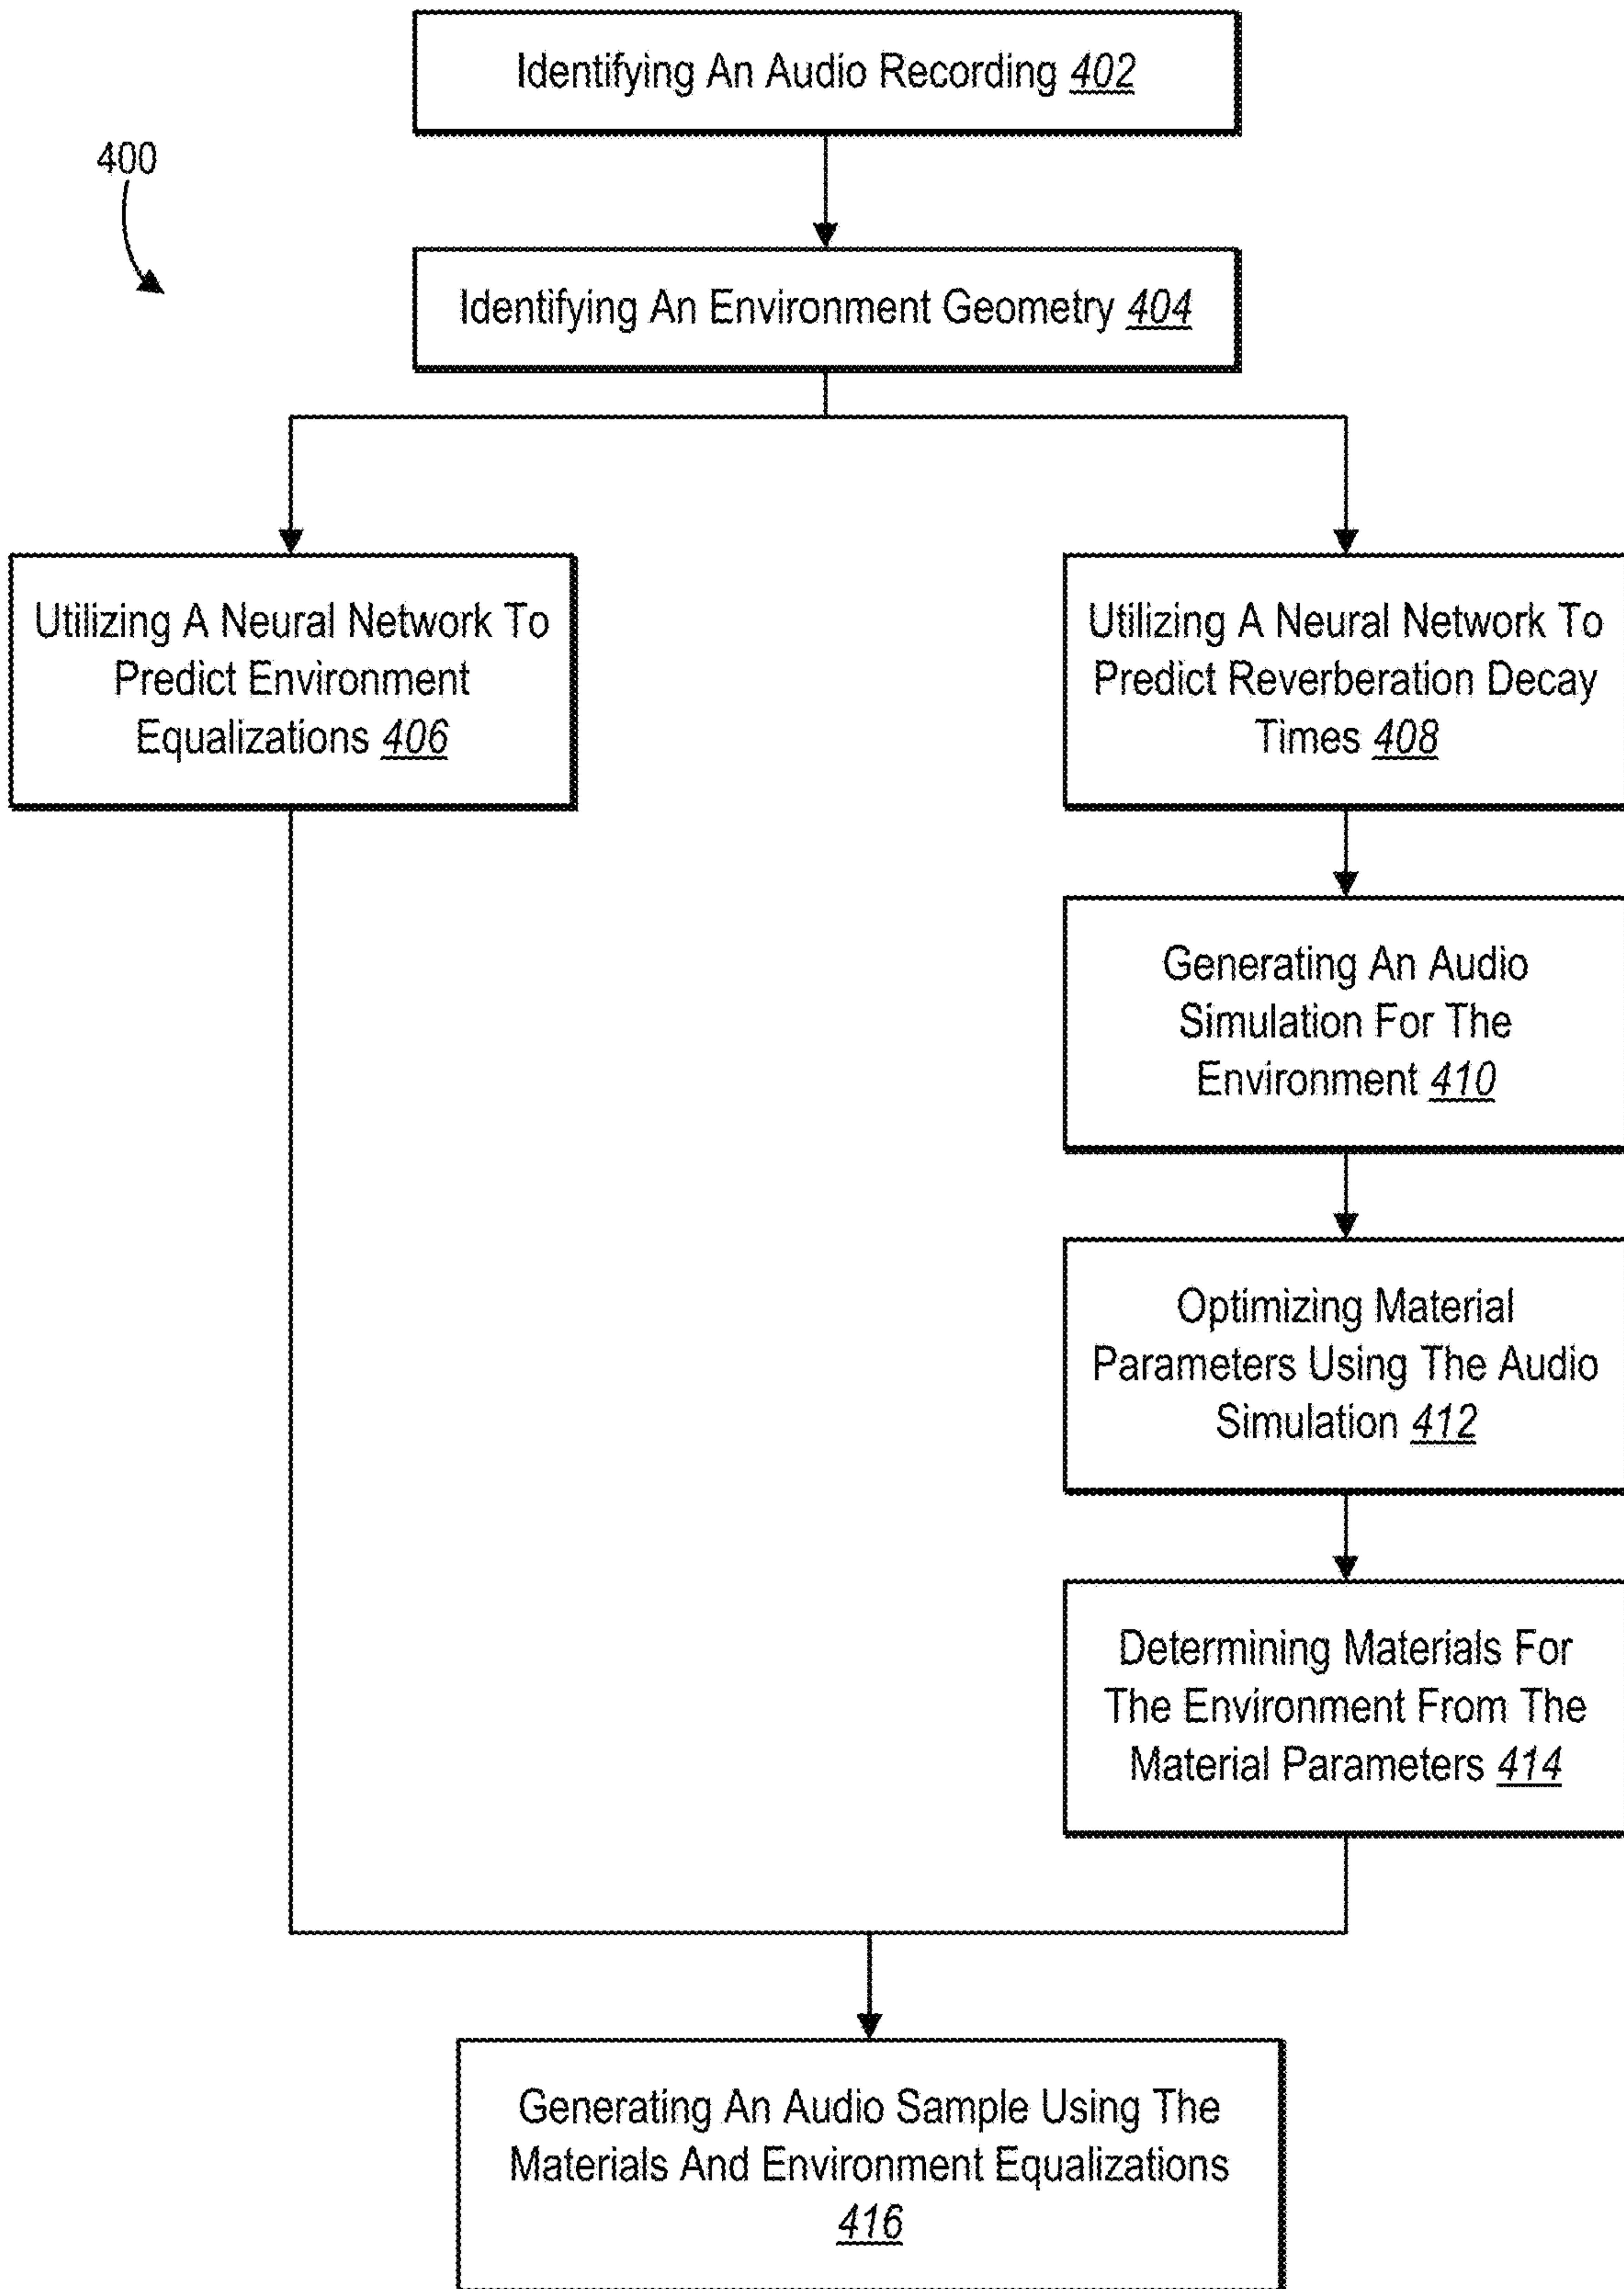 Identifying An Audio Recording 402
400
Identifying An Environment Geometry 404
Utilizing A Neural Network To
Predict Environment
Equalizations 406
Utilizing A Neural Network To
Predict Reverberation Decay
Times 408
Generating An Audio
Simulation For The
Environment 410
Optimizing Material
Parameters Using The Audio
Simulation 412
Determining Materials For
The Environment From The
Material Parameters 414
Generating An Audio Sample Using The
Materials And Environment Equalizations
416